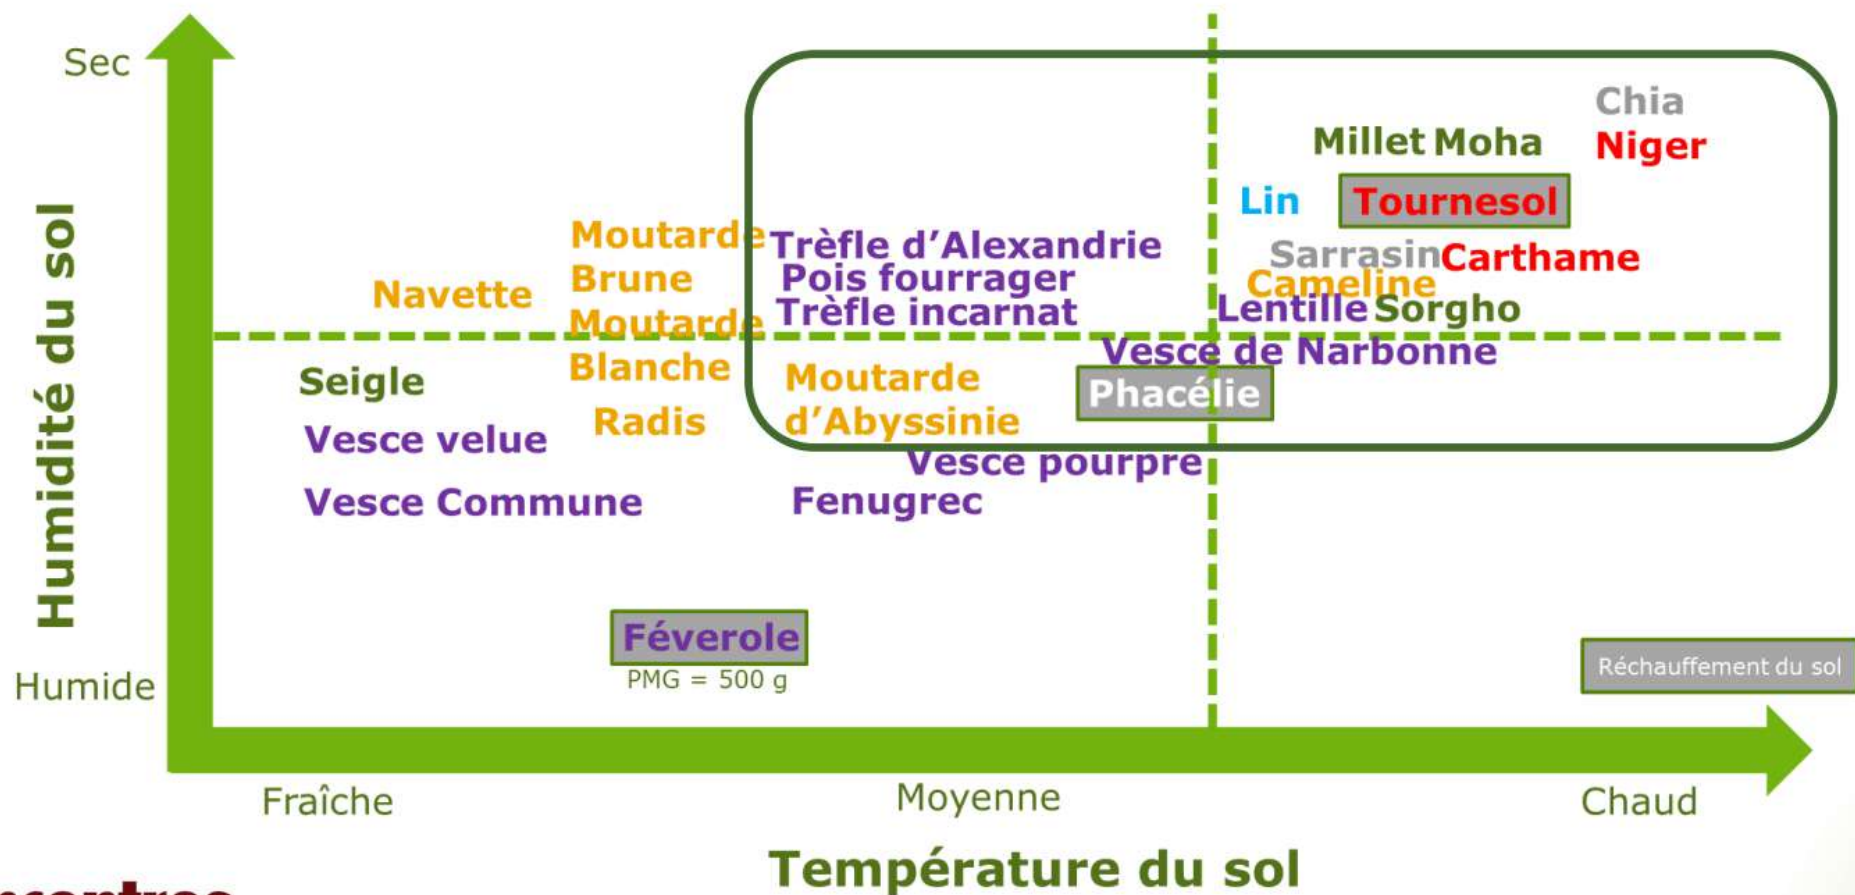 Sec
Chia
Millet Moha
Niger
Lin
Tournesol
Moutarde
Brune
Trèfle d'Alexandrie
Pois fourrager
Trèfle incarnat
Sarrasin
Carthame
Cameline
Navette
Lentille
Sorgho
Moutarde
Blanche
Vesce de Narbonne
Seigle
Moutarde
d'Abyssinie
Phacélie
Radis
Vesce velue
Vesce pourpre
Vesce Commune
Fenugrec
Humidité du sol
Féverole
PMG = 500 g
Réchauffement du sol
Humide
Fraîche
Moyenne
Chaud
Température du sol